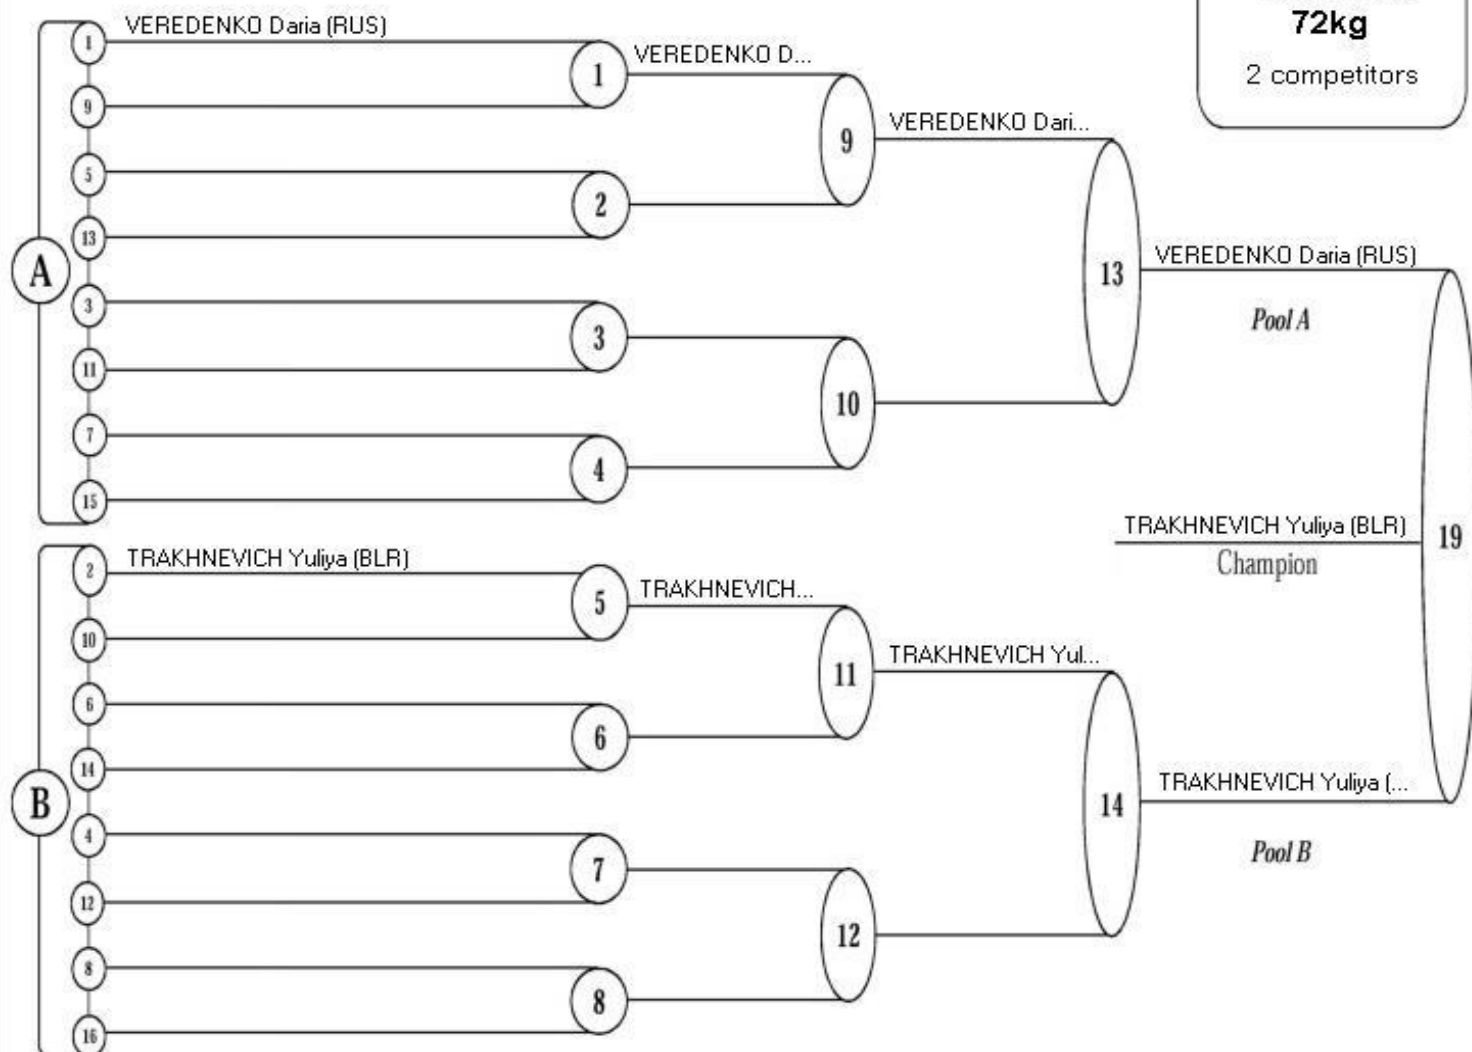 72kg
2 competitors
A
1 VEREDENKO Daria (RUS)
9
5
13
3
11
7
15
1 VEREDENKO D...
2
3
4
9 VEREDENKO Dari...
10
13 VEREDENKO Daria (RUS)
Pool A
B
2 TRAKHNEVICH Yuliya (BLR)
10
6
14
4
12
8
16
5 TRAKHNEVICH...
6
7
8
11 TRAKHNEVICH Yul...
12
14 TRAKHNEVICH Yuliya (...
Pool B
TRAKHNEVICH Yuliya (BLR) 19
Champion